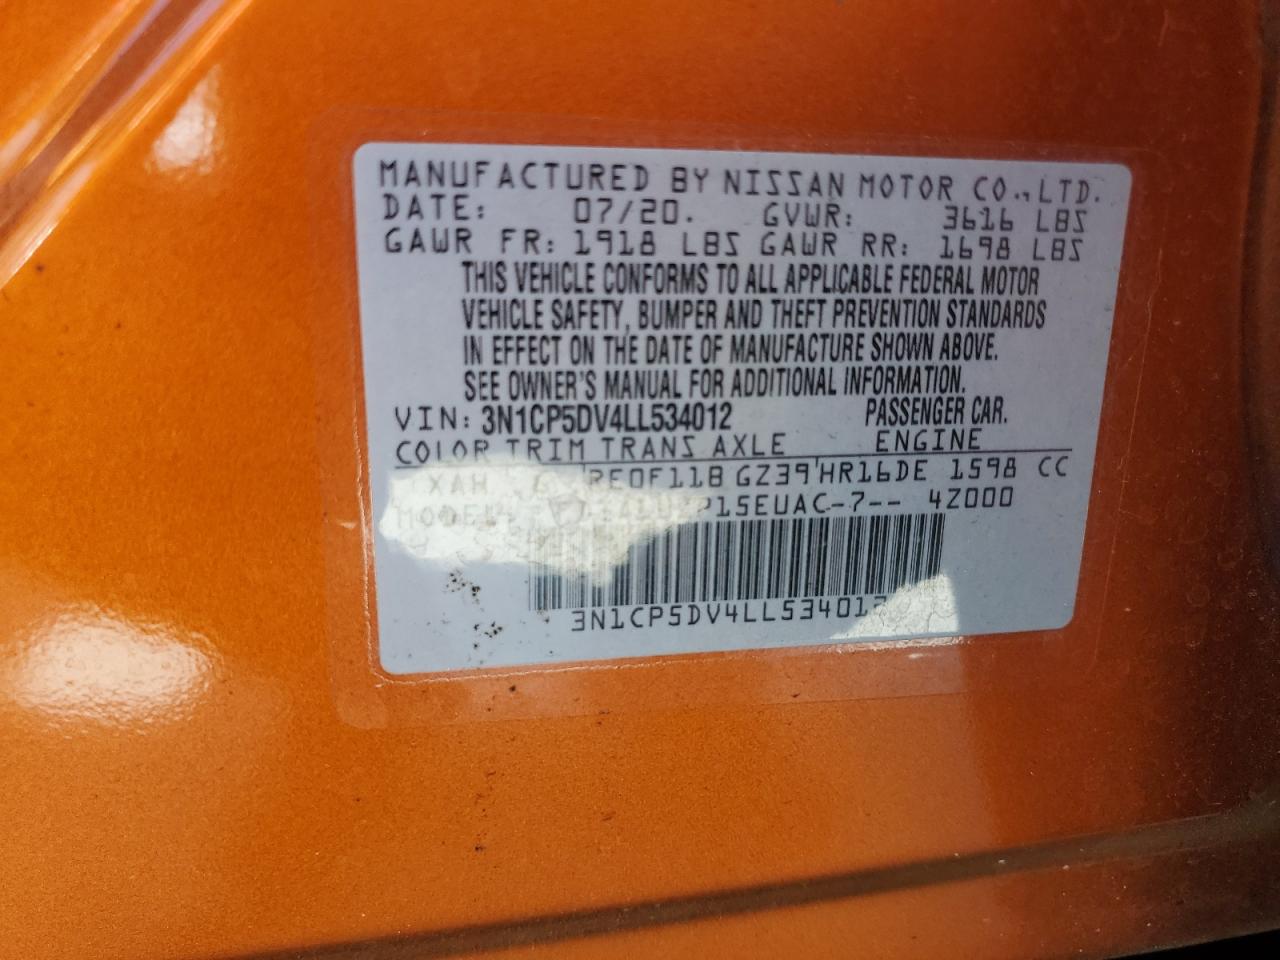 MANUFACTURED BY NISSAN MOTOR CO.,LTD.
DATE: 07/20. GVWR: 3616 LBS
GAWR FR: 1918 LBS GAWR RR: 1698 LBS
THIS VEHICLE CONFORMS TO ALL APPLICABLE FEDERAL MOTOR
VEHICLE SAFETY, BUMPER AND THEFT PREVENTION STANDARDS
IN EFFECT ON THE DATE OF MANUFACTURE SHOWN ABOVE.
SEE OWNER'S MANUAL FOR ADDITIONAL INFORMATION.
VIN: 3N1CP5DV4LL534012 PASSENGER CAR.
COLOR TRIM TRANS AXLE ENGINE
XAH G RE0F11B GZ39 HR16DE 1598 CC
MODEL: P15EUAC-7-- 4Z000
3N1CP5DV4LL534012